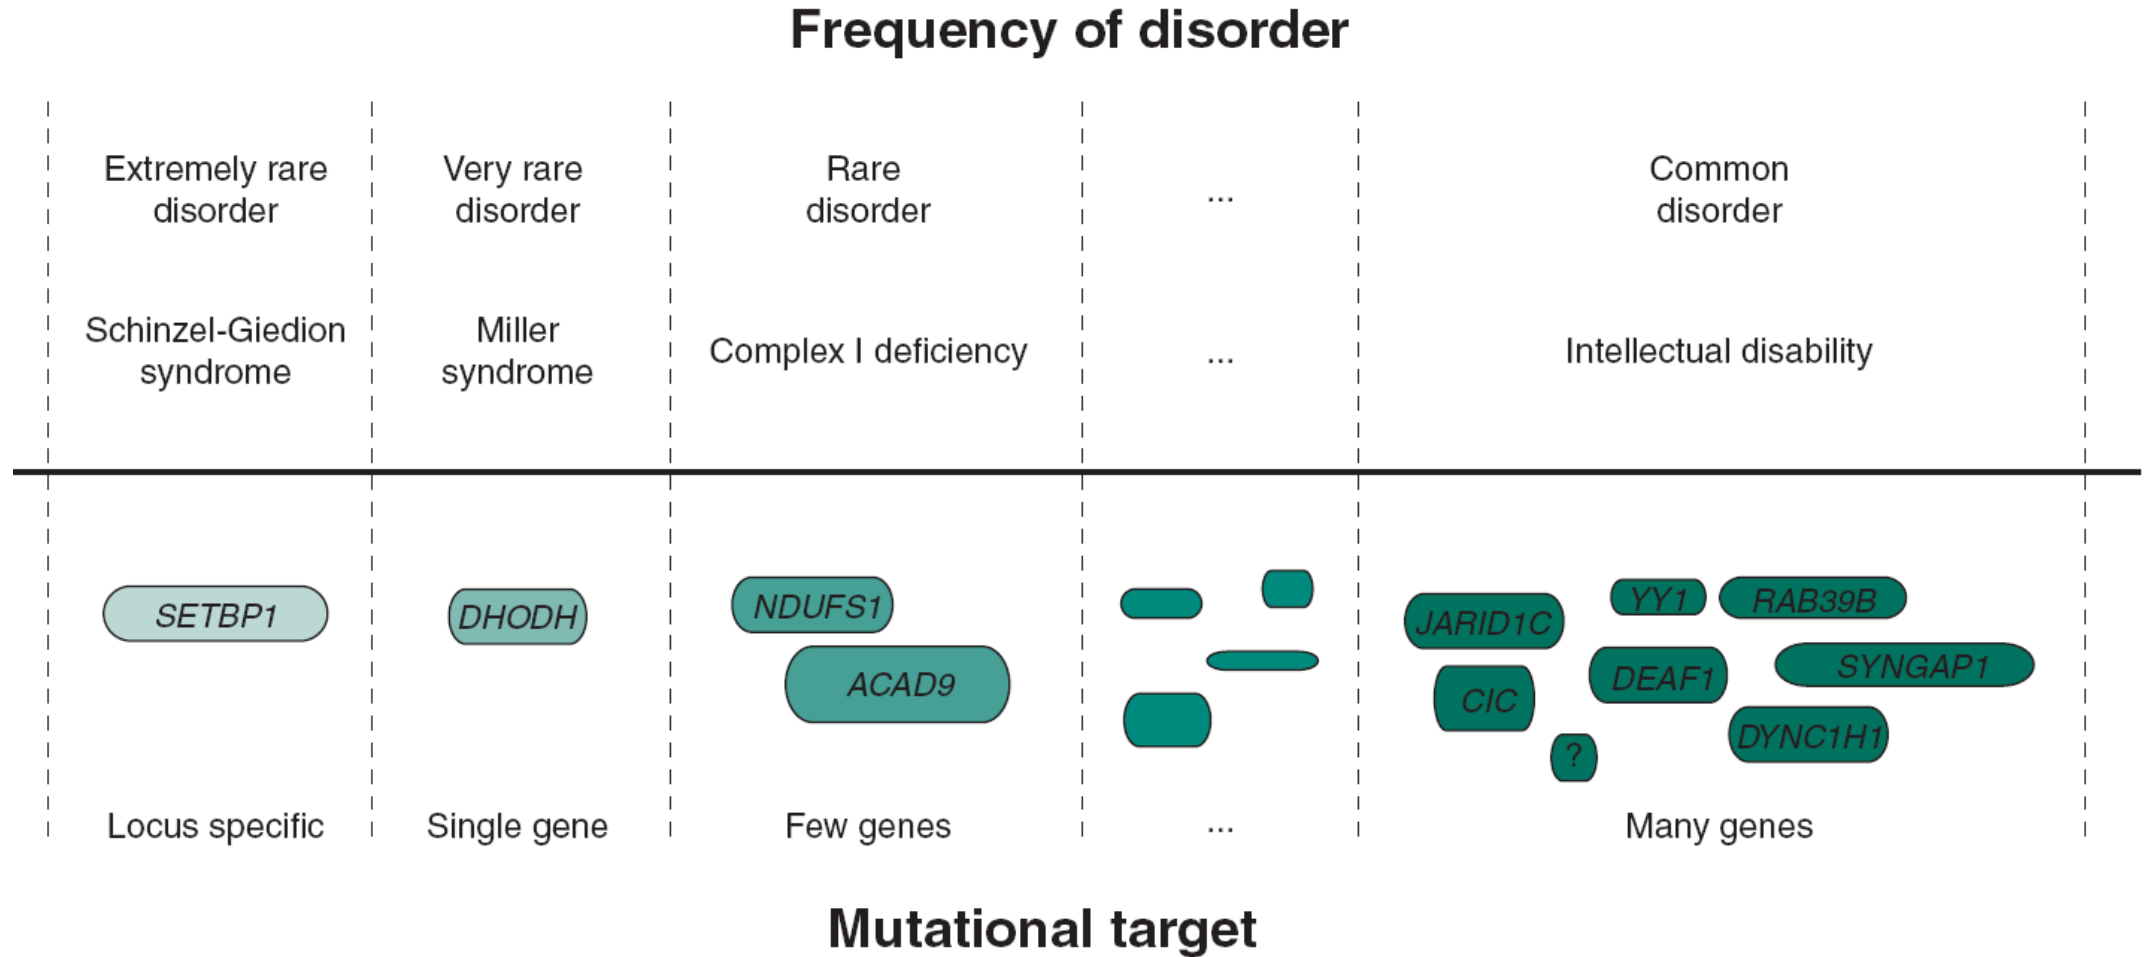 Frequency of disorder
Extremely rare
disorder
Very rare
disorder
Rare
disorder
...
Common
disorder
Schinzel-Giedion
syndrome
Miller
syndrome
Complex I deficiency
...
Intellectual disability
SETBP1
DHODH
NDUFS1
ACAD9
JARID1C
YY1
RAB39B
CIC
DEAF1
SYNGAP1
?
DYNC1H1
Locus specific
Single gene
Few genes
...
Many genes
Mutational target